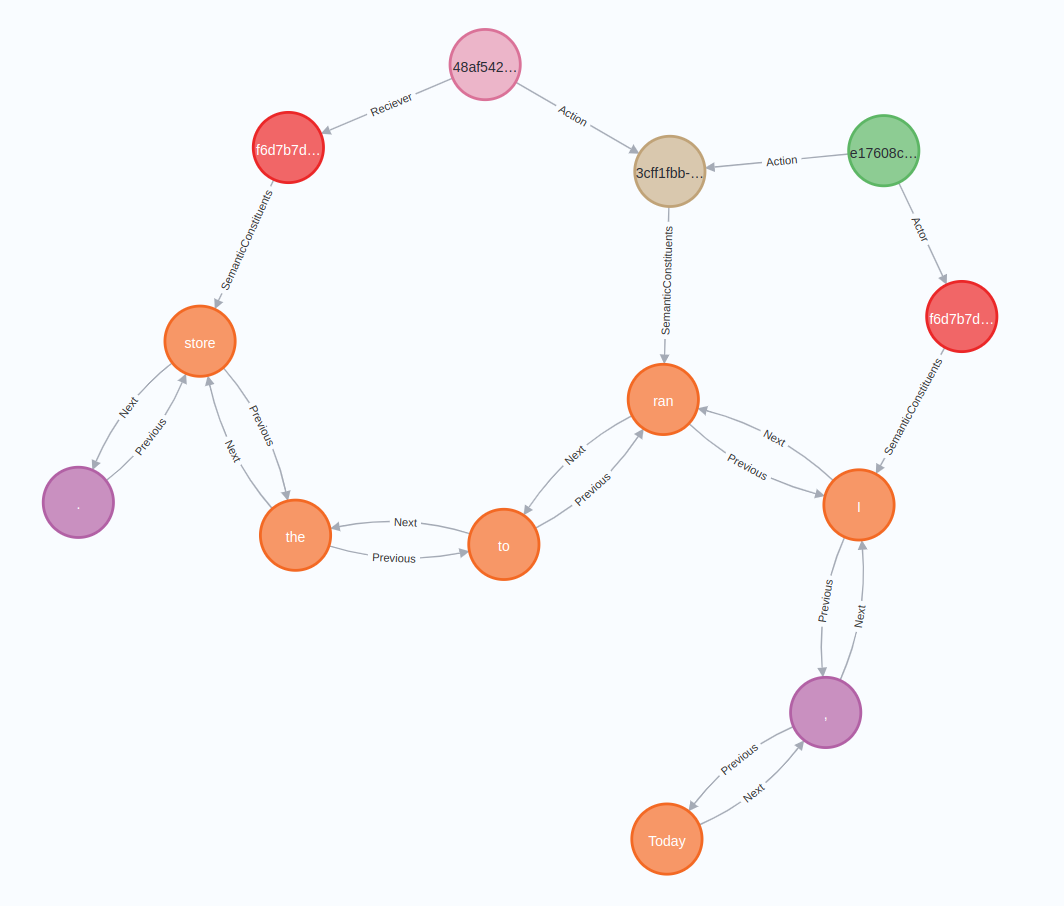 48af542…
Reciever
Action
f6d7b7d…
3cff1fbb-…
Action
e17608c…
SemanticConstituents
SemanticConstituents
Actor
f6d7b7d…
SemanticConstituents
store
ran
Next
Previous
Previous
Next
Next
Previous
Next
Previous
.
the
Next
Previous
to
I
Previous
Next
,
Previous
Next
Today